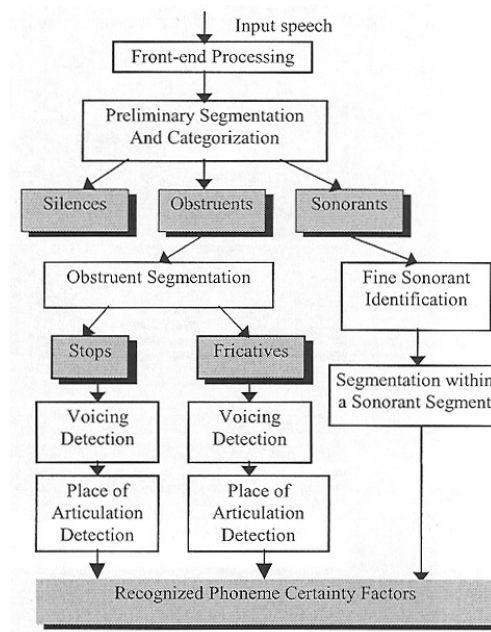 Input speech
Front-end Processing
Preliminary Segmentation
And Categorization
Silences
Obstruents
Sonorants
Obstruent Segmentation
Fine Sonorant
Identification
Stops
Fricatives
Segmentation within
a Sonorant Segment
Voicing
Detection
Voicing
Detection
Place of
Articulation
Detection
Place of
Articulation
Detection
Recognized Phoneme Certainty Factors